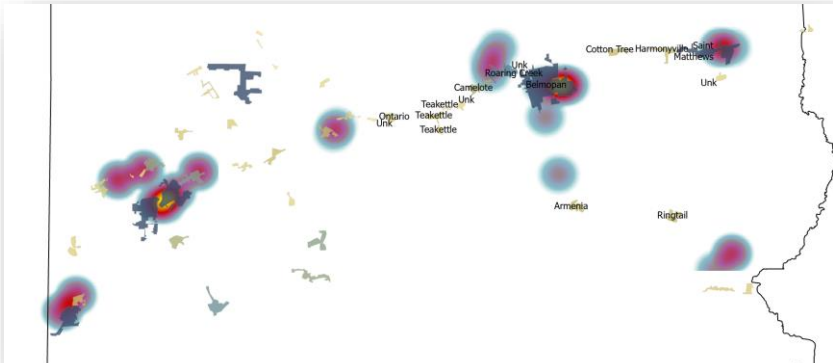 Cotton Tree
Harmonyville
Saint
Matthews
Unk
Roaring Creek
Belmopan
Unk
Camelote
Unk
Teakettle
Ontario
Teakettle
Unk
Teakettle
Armenia
Ringtail